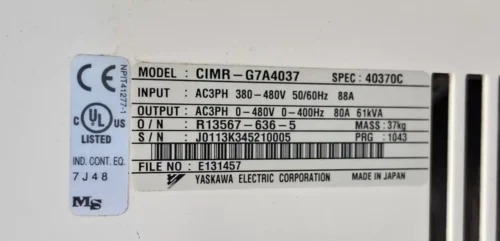 NPIT41277-1
C UL US
LISTED
IND. CONT. EQ.
7J48
MS
MODEL : CIMR-G7A4037 SPEC : 40370C
INPUT : AC3PH 380-480V 50/60Hz 88A
OUTPUT : AC3PH 0-480V 0-400Hz 80A 61kVA
O / N : R13567-636-5 MASS : 37kg
S / N : J0113K345210005 PRG : 1043
FILE NO : E131457
YASKAWA ELECTRIC CORPORATION MADE IN JAPAN